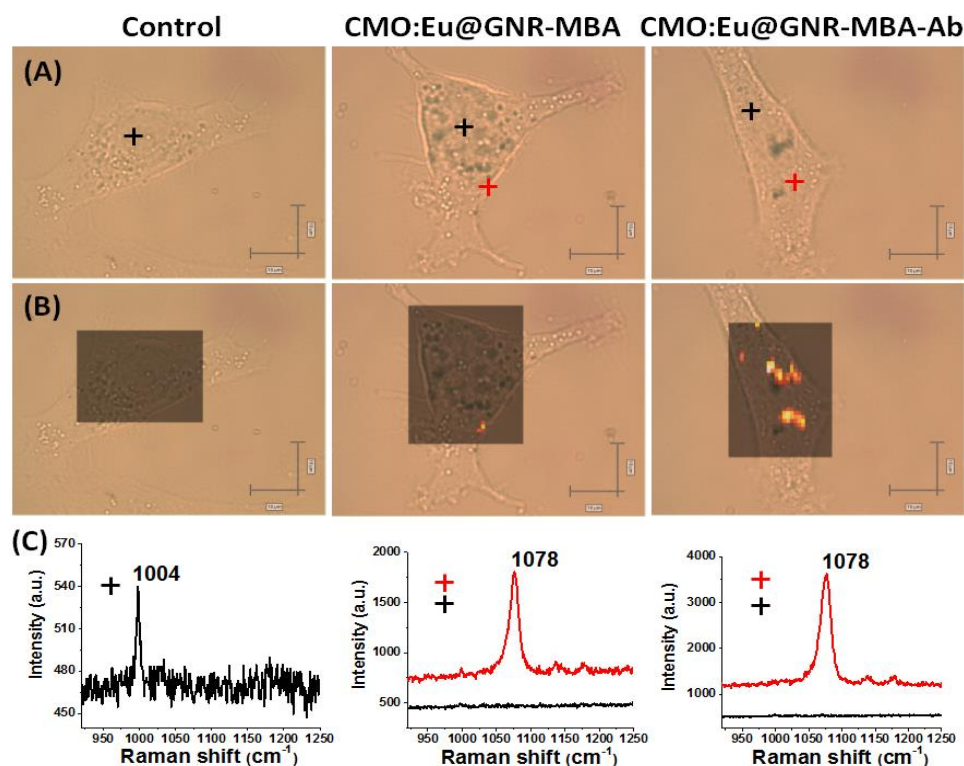 Control CMO:Eu@GNR-MBA CMO:Eu@GNR-MBA-Ab
(A)
(B)
(C)
570
540
510
480
450
Intensity (a.u.)
1004
950 1000 1050 1100 1150 1200 1250
Raman shift (cm⁻¹)
2000
1500
1000
500
Intensity (a.u.)
1078
950 1000 1050 1100 1150 1200 1250
Raman shift (cm⁻¹)
4000
3000
2000
1000
Intensity (a.u.)
1078
950 1000 1050 1100 1150 1200 1250
Raman shift (cm⁻¹)